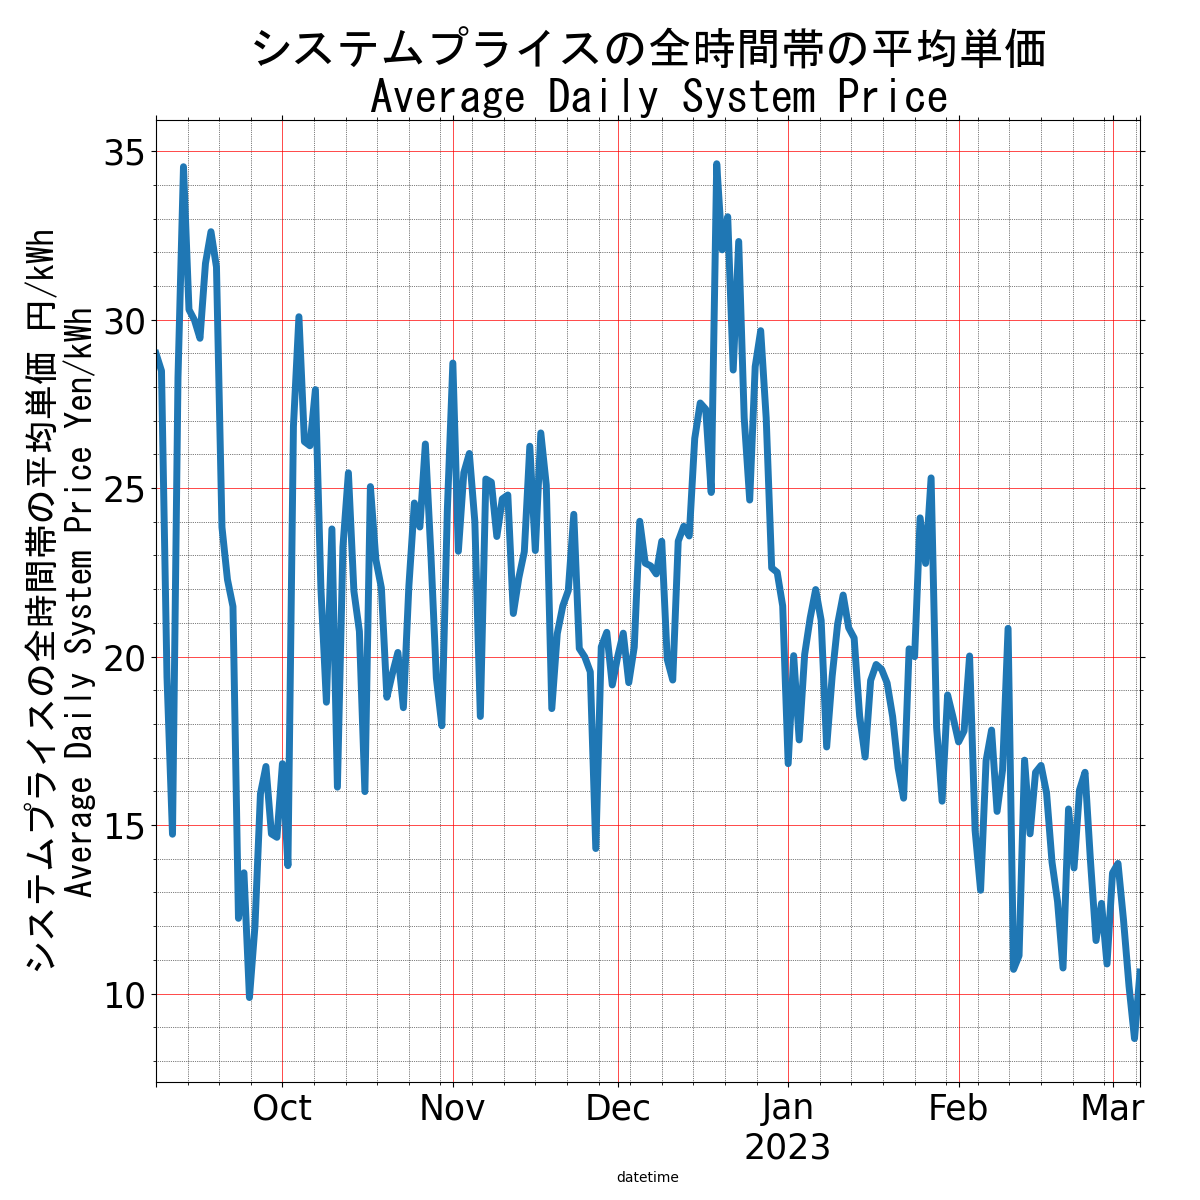 システムプライスの全時間帯の平均単価
Average Daily System Price
システムプライスの全時間帯の平均単価 円/kWh
Average Daily System Price Yen/kWh
35
30
25
20
15
10
Oct
Nov
Dec
Jan
2023
Feb
Mar
datetime